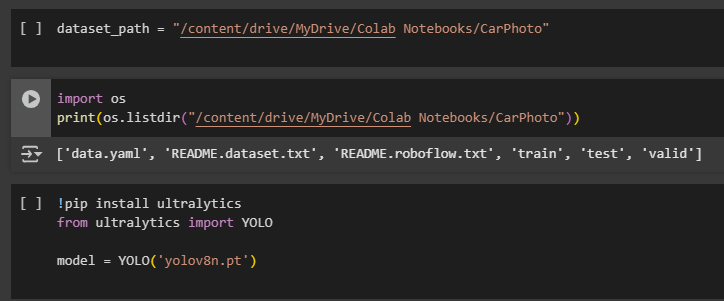 [ ] dataset_path = "/content/drive/MyDrive/Colab Notebooks/CarPhoto"
import os
print(os.listdir("/content/drive/MyDrive/Colab Notebooks/CarPhoto"))
['data.yaml', 'README.dataset.txt', 'README.roboflow.txt', 'train', 'test', 'valid']
[ ] !pip install ultralytics
from ultralytics import YOLO
model = YOLO('yolov8n.pt')